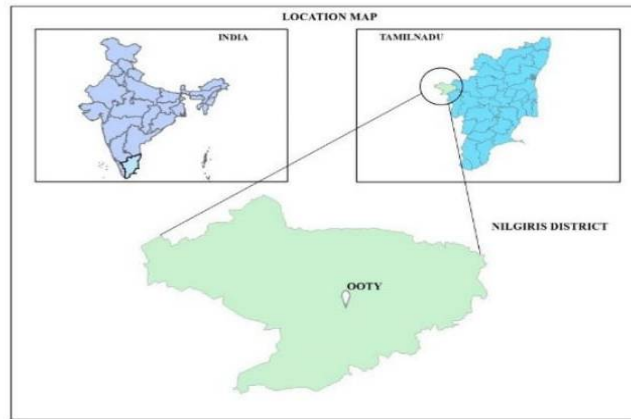 LOCATION MAP
INDIA
TAMILNADU
NILGIRIS DISTRICT
OOTY